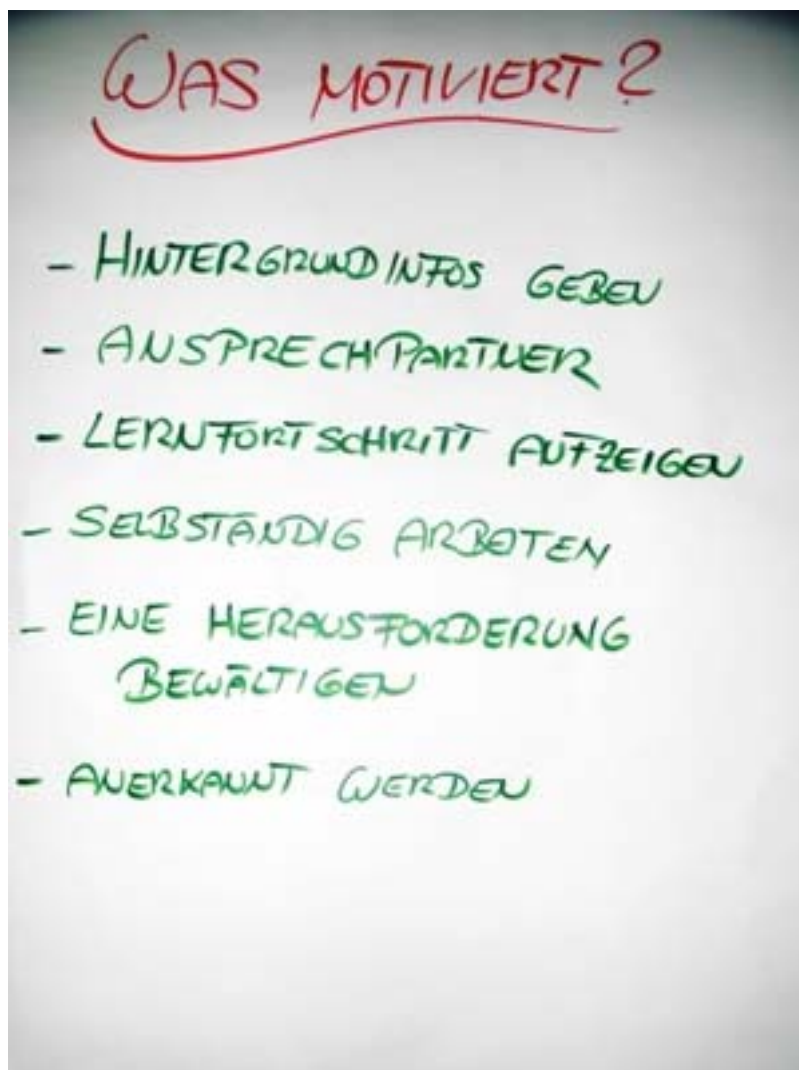 WAS MOTIVIERT?
- HINTERGRUNDINFOS GEBEN
- ANSPRECHPARTNER
- LERNFORTSCHRITT AUFZEIGEN
- SELBSTÄNDIG ARBEITEN
- EINE HERAUSFORDERUNG
BEWÄLTIGEN
- ANERKANNT WERDEN